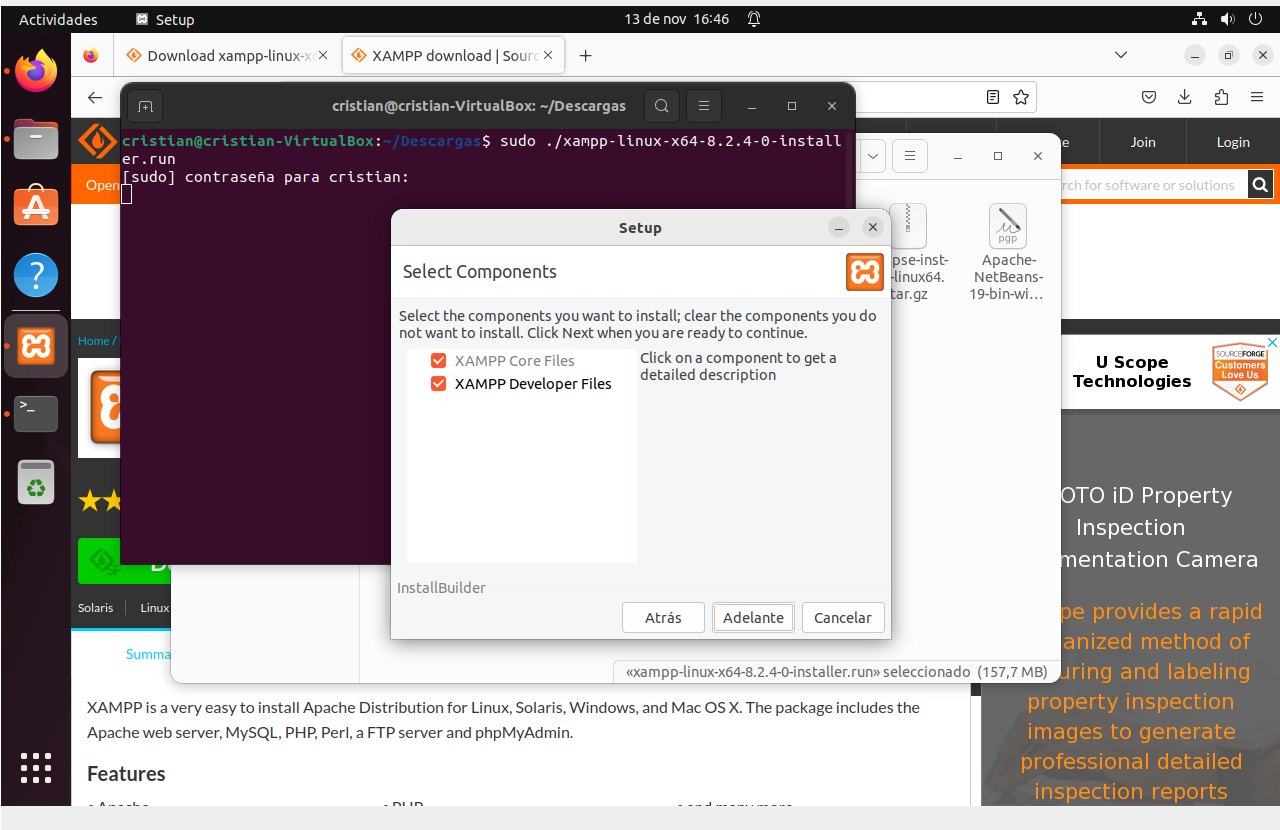 Actividades
Setup
13 de nov 16:46
Download xampp-linux-x
XAMPP download | Sourc
cristian@cristian-VirtualBox: ~/Descargas
cristian@cristian-VirtualBox:~/Descargas$ sudo ./xampp-linux-x64-8.2.4-0-install
er.run
[sudo] contraseña para cristian:
Join
Login
Open
rch for software or solutions
Setup
Select Components
Select the components you want to install; clear the components you do
not want to install. Click Next when you are ready to continue.
XAMPP Core Files
XAMPP Developer Files
Click on a component to get a
detailed description
InstallBuilder
Atrás
Adelante
Cancelar
pse-inst-
-linux64.
tar.gz
pgp
Apache-
NetBeans-
19-bin-wi...
«xampp-linux-x64-8.2.4-0-installer.run» seleccionado (157,7 MB)
Home /
SF
Solaris
Linux
Summa
U Scope
Technologies
SOURCEFORGE
Customers
Love Us
OTO iD Property
Inspection
mentation Camera
pe provides a rapid
anized method of
uring and labeling
property inspection
images to generate
professional detailed
inspection reports
XAMPP is a very easy to install Apache Distribution for Linux, Solaris, Windows, and Mac OS X. The package includes the
Apache web server, MySQL, PHP, Perl, a FTP server and phpMyAdmin.
Features
• Apache
• PHP
• and many more